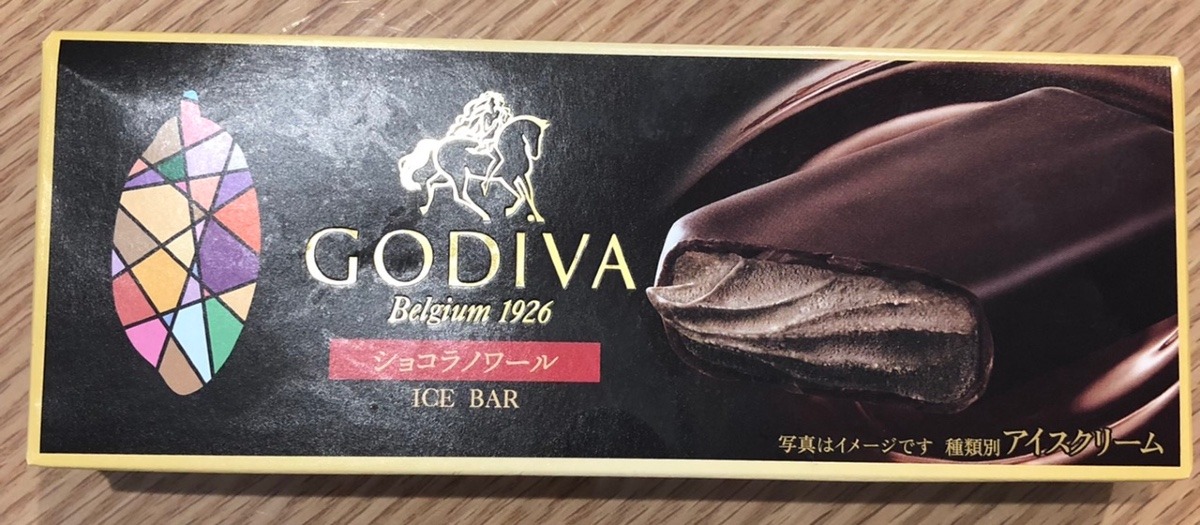 GODIVA
Belgium 1926
ショコラノワール
ICE BAR
写真はイメージです 種類別 アイスクリーム